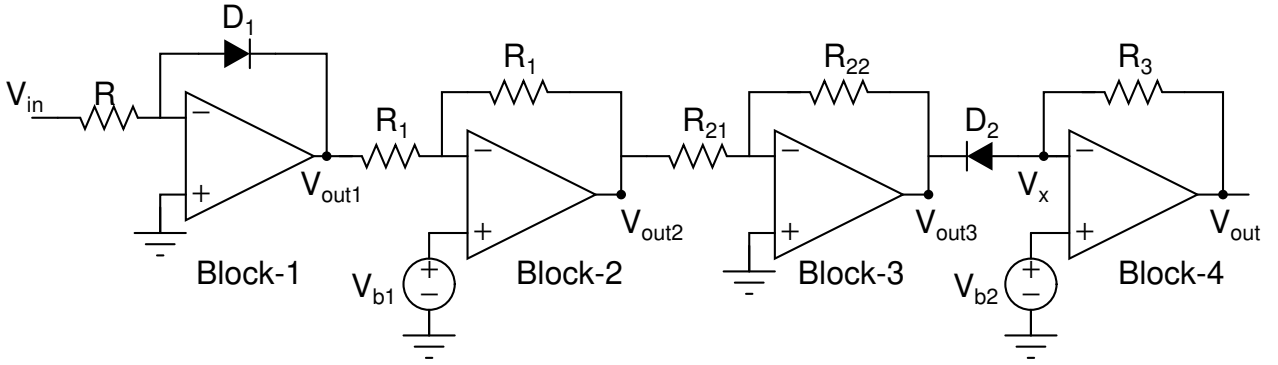 D1
R1
R22
R3
Vin
R
R1
R21
D2
−
−
−
−
+
+
+
+
Vout1
Vout2
Vout3
Vx
Vout
Block-1
Block-2
Block-3
Block-4
Vb1
+
−
Vb2
+
−